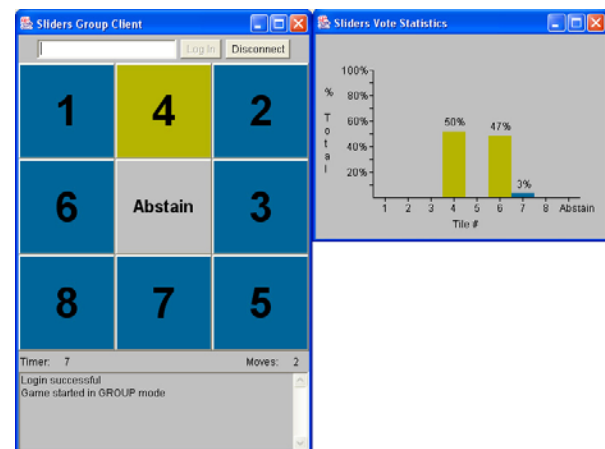 Sliders Group Client
Log In Disconnect
1 4 2
6 Abstain 3
8 7 5
Timer: 7 Moves: 2
Login successful
Game started in GROUP mode
Sliders Vote Statistics
100%
80%
60%
40%
20%
% Total
50% 47% 3%
1 2 3 4 5 6 7 8 Abstain
Tile #